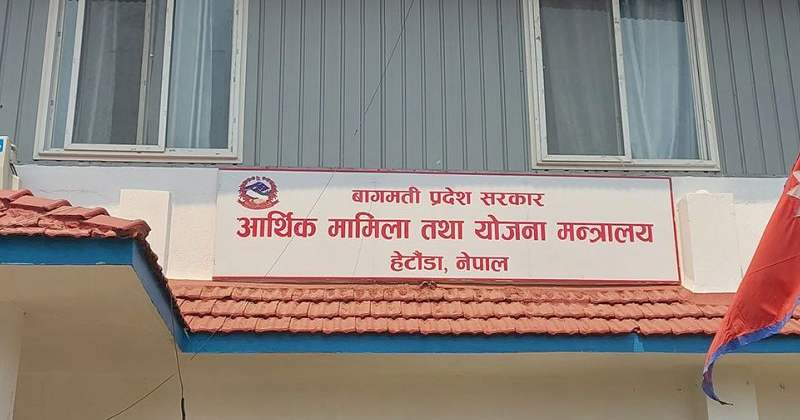 बागमती प्रदेश सरकार
आर्थिक मामिला तथा योजना मन्त्रालय
हेटौंडा, नेपाल